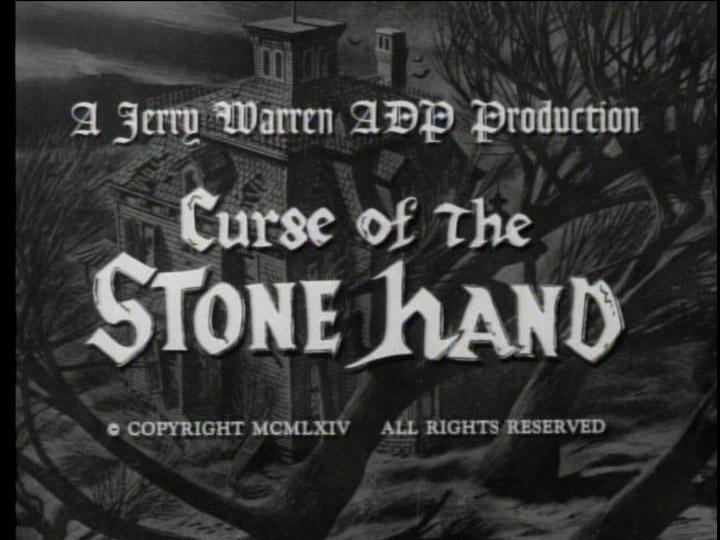 A Jerry Warren ADP Production
Curse of the
STONE HAND
© COPYRIGHT MCMLXIV ALL RIGHTS RESERVED